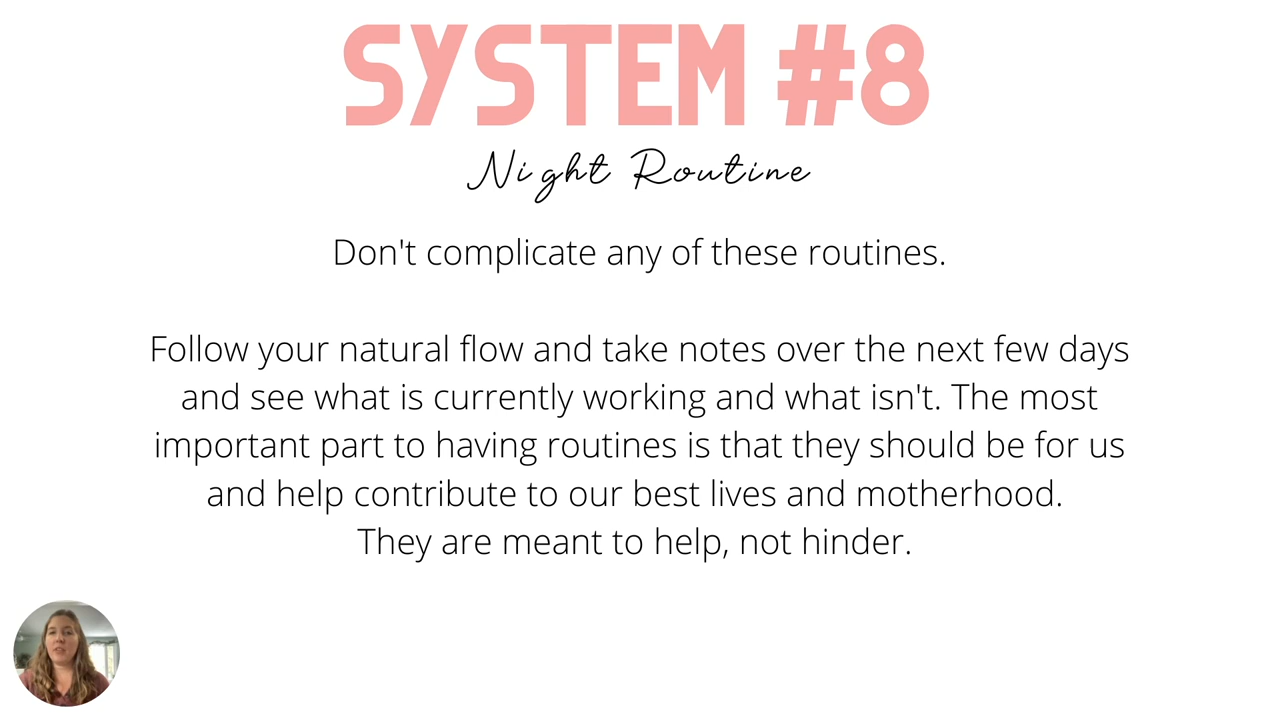 SYSTEM #8
Night Routine
Don't complicate any of these routines.
Follow your natural flow and take notes over the next few days
and see what is currently working and what isn't. The most
important part to having routines is that they should be for us
and help contribute to our best lives and motherhood.
They are meant to help, not hinder.